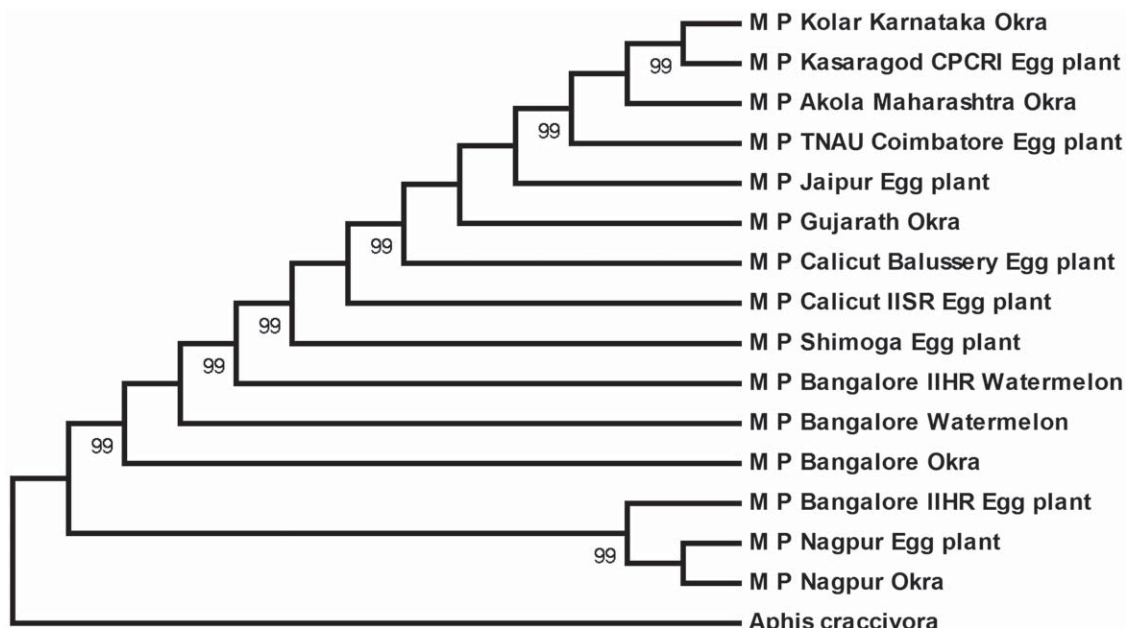 M P Kolar Karnataka Okra
99
M P Kasaragod CPCRI Egg plant
M P Akola Maharashtra Okra
99
M P TNAU Coimbatore Egg plant
M P Jaipur Egg plant
M P Gujarath Okra
99
M P Calicut Balussery Egg plant
M P Calicut IISR Egg plant
99
M P Shimoga Egg plant
99
M P Bangalore IIHR Watermelon
M P Bangalore Watermelon
99
M P Bangalore Okra
M P Bangalore IIHR Egg plant
99
M P Nagpur Egg plant
M P Nagpur Okra
Aphis craccivora